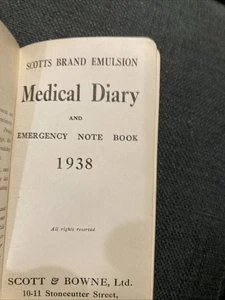 SCOTTS BRAND EMULSION
Medical Diary
AND
EMERGENCY NOTE BOOK
1938
All rights reserved
SCOTT & BOWNE, Ltd.
10-11 Stonecutter Street,